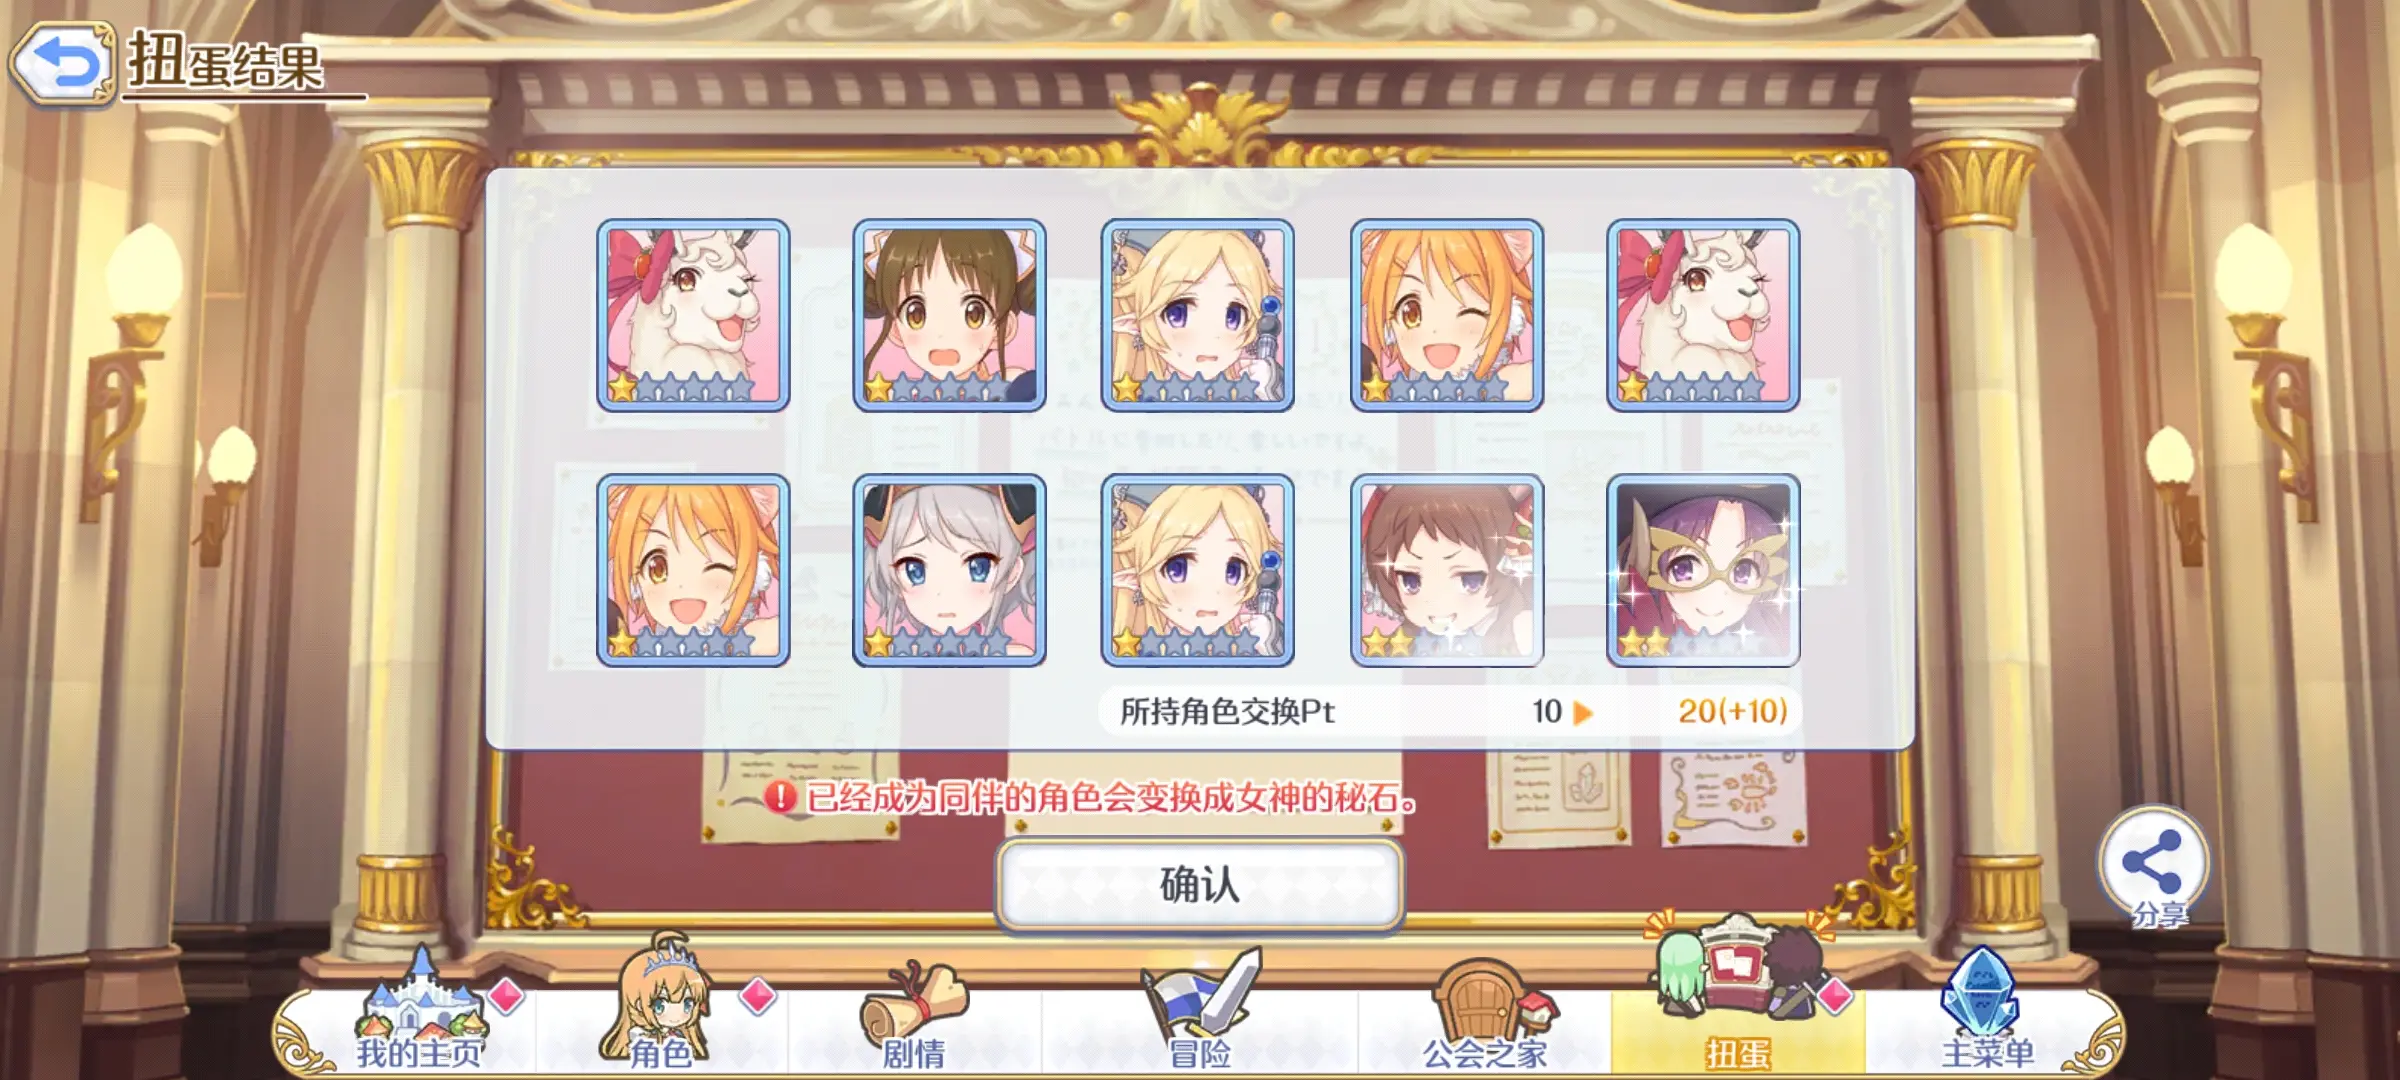 扭蛋结果
所持角色交换Pt 10 20(+10)
已经成为同伴的角色会变换成女神的秘石。
确认
分享
我的主页 角色 剧情 冒险 公会之家 扭蛋 主菜单